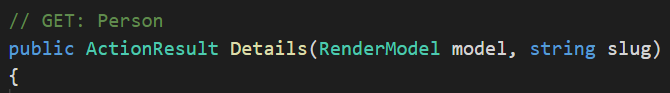 // GET: Person
public ActionResult Details(RenderModel model, string slug)
{